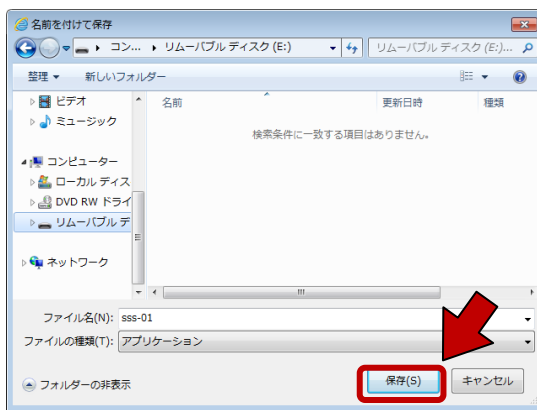 名前を付けて保存
コン... リムーバブル ディスク (E:) リムーバブル ディスク (E:)...
整理 新しいフォルダー
ビデオ
ミュージック
コンピューター
ローカル ディス
DVD RW ドライ
リムーバブル デ
ネットワーク
名前 更新日時 種類
検索条件に一致する項目はありません。
ファイル名(N): sss-01
ファイルの種類(T): アプリケーション
フォルダーの非表示 保存(S) キャンセル